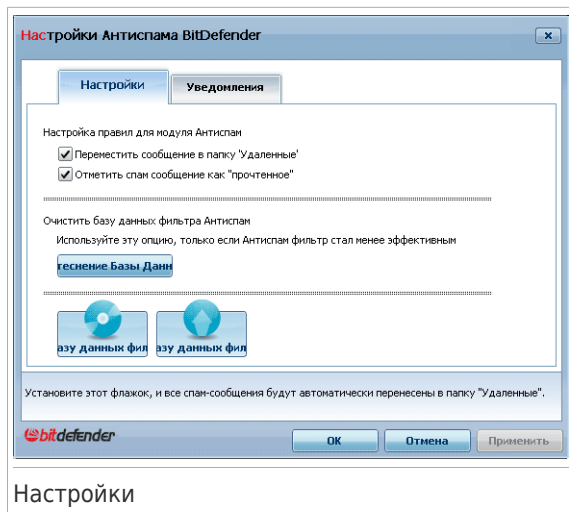 Настройки Антиспама BitDefender
Настройки
Уведомления
Настройка правил для модуля Антиспам
Переместить сообщение в папку 'Удаленные'
Отметить спам сообщение как "прочтенное"
Очистить базу данных фильтра Антиспам
Используйте эту опцию, только если Антиспам фильтр стал менее эффективным
теснение Базы Данн
азу данных фил
азу данных фил
Установите этот флажок, и все спам-сообщения будут автоматически перенесены в папку "Удаленные".
bitdefender
OK
Отмена
Применить
Настройки